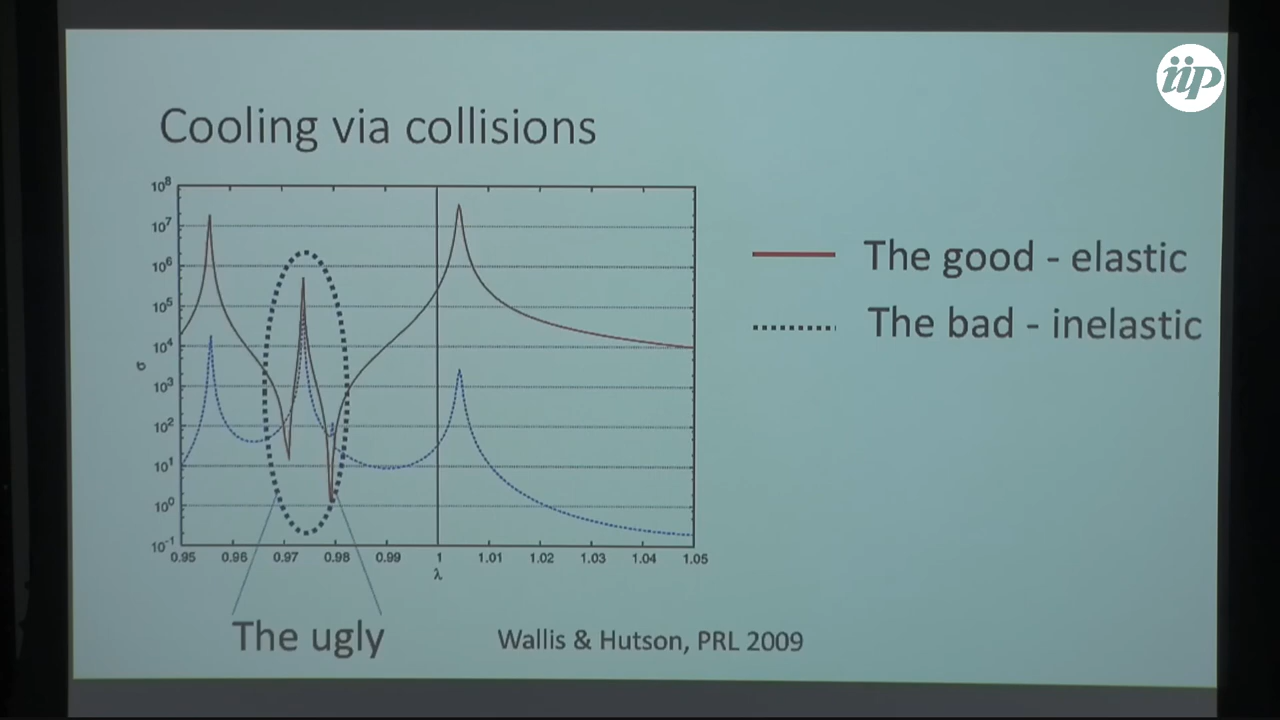 iip
Cooling via collisions
10⁸
10⁷
10⁶
10⁵
10⁴
10³
10²
10¹
10⁰
10⁻¹
σ
0.95 0.96 0.97 0.98 0.99 1 1.01 1.02 1.03 1.04 1.05
λ
The good - elastic
The bad - inelastic
The ugly
Wallis & Hutson, PRL 2009